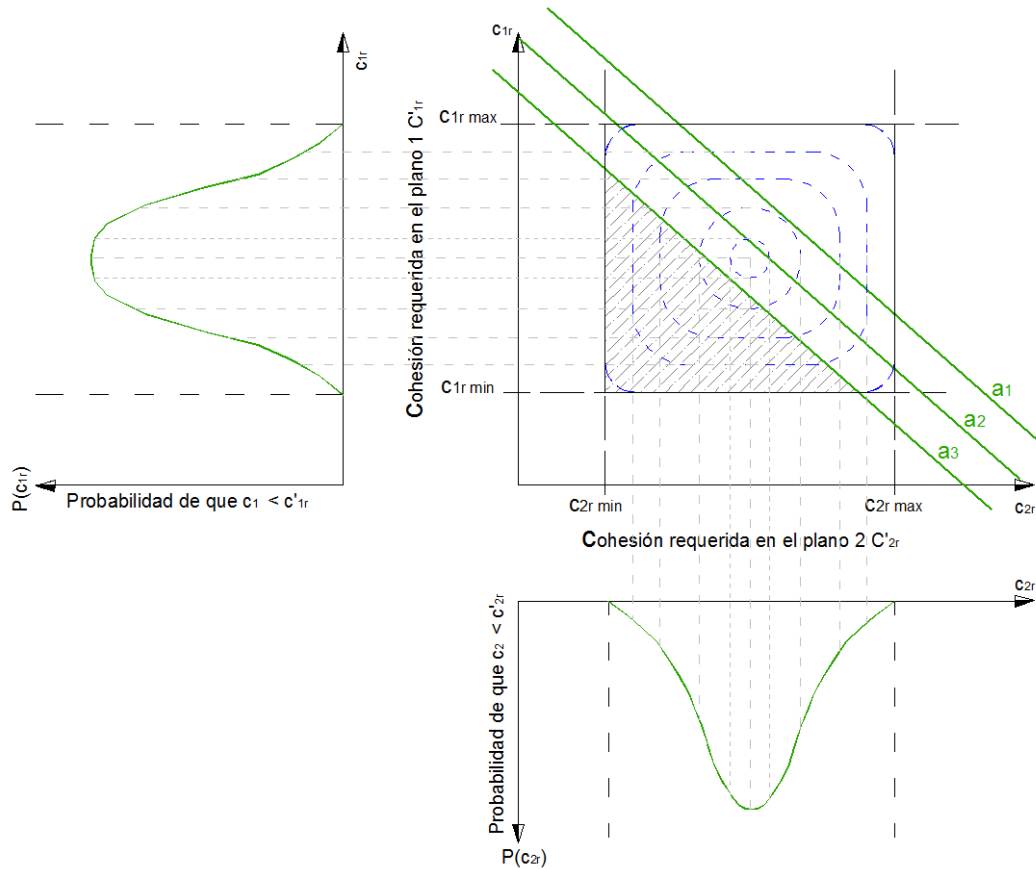 c1r
c1r
C1r max
Cohesión requerida en el plano 1 C'1r
C1r min
a1
a2
a3
P(c1r)
Probabilidad de que c1 < c'1r
C2r min
C2r max
c2r
Cohesión requerida en el plano 2 C'2r
c2r
Probabilidad de que c2 < c'2r
P(c2r)